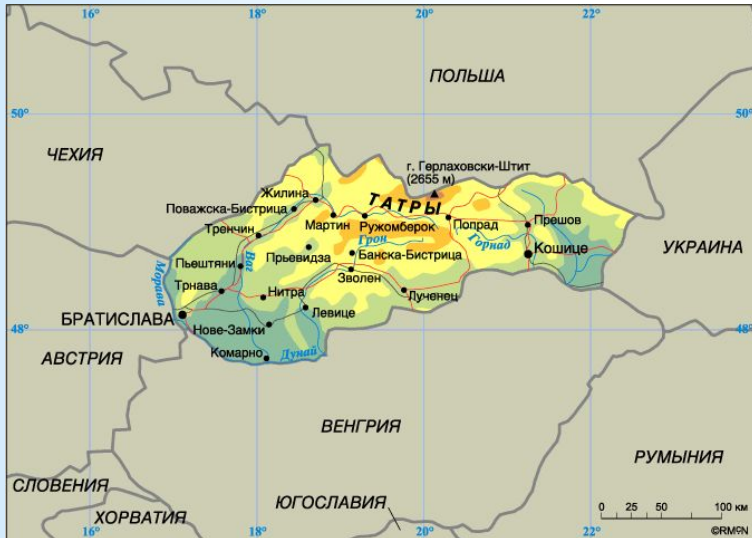 16°
18°
20°
22°
ПОЛЬША
50°
50°
ЧЕХИЯ
г. Герлаховски-Штит
(2655 м)
Жилина
ТАТРЫ
Поважска-Бистрица
Мартин
Ружомберок
Попрад
Прешов
Тренчин
Грон
Горнад
Кошице
УКРАИНА
Прьевидза
Банска-Бистрица
Морава
Пьештяни
Ваг
Зволен
Трнава
Нитра
Лученец
БРАТИСЛАВА
Нове-Замки
Левице
48°
48°
АВСТРИЯ
Комарно
Дунай
ВЕНГРИЯ
РУМЫНИЯ
СЛОВЕНИЯ
ЮГОСЛАВИЯ
ХОРВАТИЯ
0 25 50 100 км
16°
18°
20°
22°
©RMCN